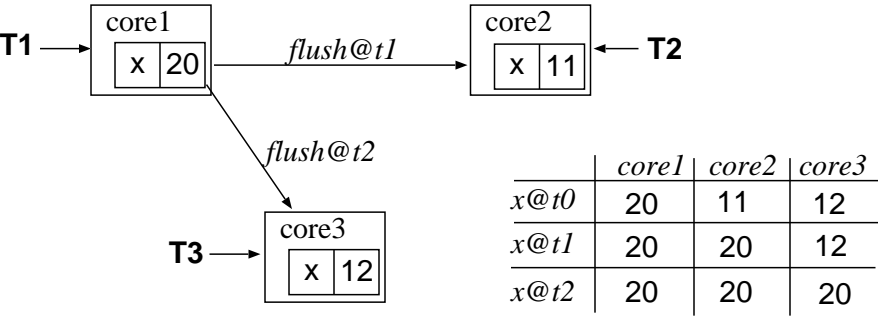 core1
T1
x 20
flush@t1
core2
x 11
T2
flush@t2
core3
T3
x 12
core1 core2 core3
x@t0 20 11 12
x@t1 20 20 12
x@t2 20 20 20